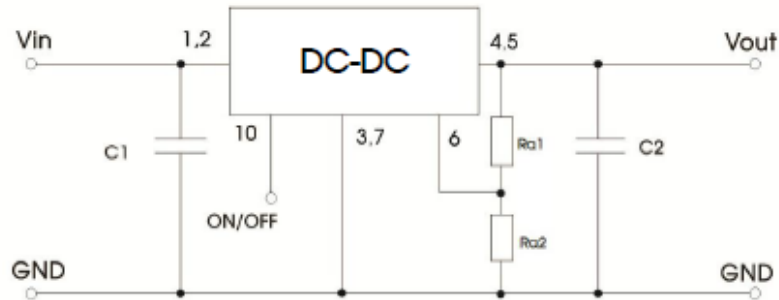 Vin
1,2
DC-DC
4,5
Vout
C1
10
3,7
6
Ra1
C2
ON/OFF
Ra2
GND
GND